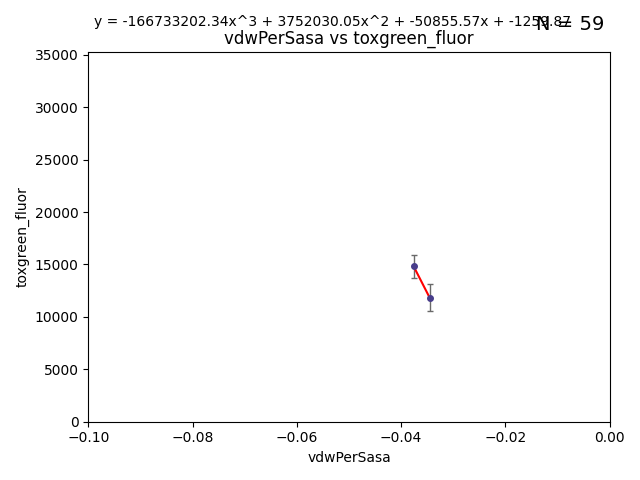 y = -166733202.34x^3 + 3752030.05x^2 + -50855.57x + -1259.87
N = 59
vdwPerSasa vs toxgreen_fluor
35000
30000
25000
20000
15000
10000
5000
0
toxgreen_fluor
−0.10 −0.08 −0.06 −0.04 −0.02 0.00
vdwPerSasa